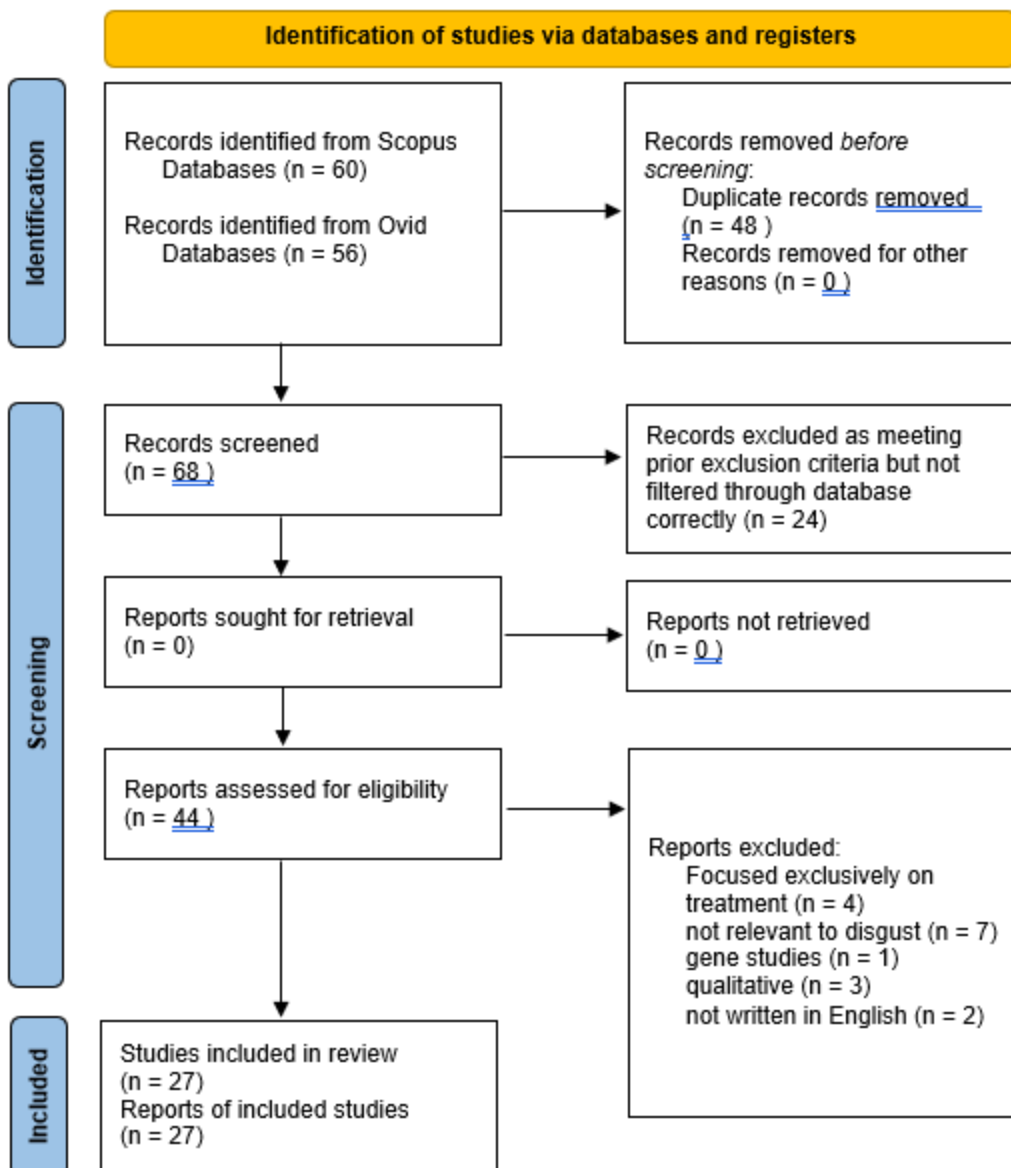 Identification of studies via databases and registers
Identification
Records identified from Scopus
Databases (n = 60)
Records identified from Ovid
Databases (n = 56)
Records removed before
screening:
Duplicate records removed
(n = 48 )
Records removed for other
reasons (n = 0 )
Screening
Records screened
(n = 68 )
Records excluded as meeting
prior exclusion criteria but not
filtered through database
correctly (n = 24)
Reports sought for retrieval
(n = 0)
Reports not retrieved
(n = 0 )
Reports assessed for eligibility
(n = 44 )
Reports excluded:
Focused exclusively on
treatment (n = 4)
not relevant to disgust (n = 7)
gene studies (n = 1)
qualitative (n = 3)
not written in English (n = 2)
Included
Studies included in review
(n = 27)
Reports of included studies
(n = 27)